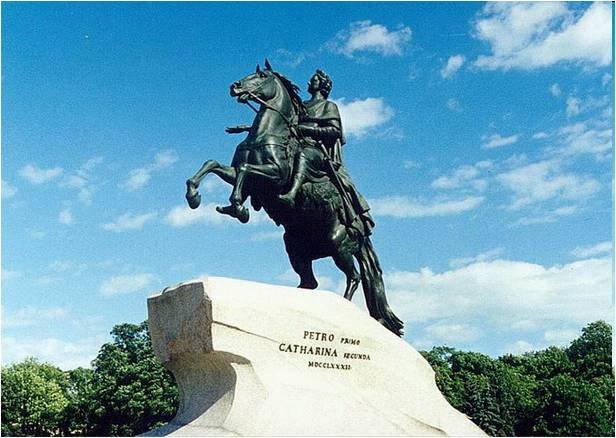 PETRO PRIMO
CATHARINA SECUNDA
MDCCLXXXII